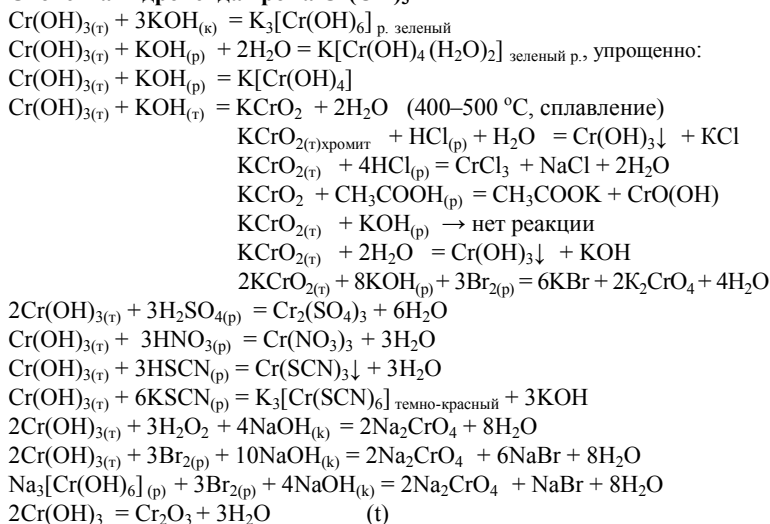 Cr(OH)₃₍ₜ₎ + 3KOH₍ₖ₎ = K₃[Cr(OH)₆] р. зеленый
Cr(OH)₃₍ₜ₎ + KOH₍ₚ₎ + 2H₂O = K[Cr(OH)₄ (H₂O)₂] зеленый р., упрощенно:
Cr(OH)₃₍ₜ₎ + KOH₍ₚ₎ = K[Cr(OH)₄]
Cr(OH)₃₍ₜ₎ + KOH₍ₜ₎ = KCrO₂ + 2H₂O (400–500 °C, сплавление)
KCrO₂₍ₜ₎хромит + HCl₍ₚ₎ + H₂O = Cr(OH)₃↓ + KCl
KCrO₂₍ₜ₎ + 4HCl₍ₚ₎ = CrCl₃ + NaCl + 2H₂O
KCrO₂ + CH₃COOH₍ₚ₎ = CH₃COOK + CrO(OH)
KCrO₂₍ₜ₎ + KOH₍ₚ₎ → нет реакции
KCrO₂₍ₜ₎ + 2H₂O = Cr(OH)₃↓ + KOH
2KCrO₂₍ₜ₎ + 8KOH₍ₚ₎ + 3Br₂₍ₚ₎ = 6KBr + 2K₂CrO₄ + 4H₂O
2Cr(OH)₃₍ₜ₎ + 3H₂SO₄₍ₚ₎ = Cr₂(SO₄)₃ + 6H₂O
Cr(OH)₃₍ₜ₎ + 3HNO₃₍ₚ₎ = Cr(NO₃)₃ + 3H₂O
Cr(OH)₃₍ₜ₎ + 3HSCN₍ₚ₎ = Cr(SCN)₃↓ + 3H₂O
Cr(OH)₃₍ₜ₎ + 6KSCN₍ₚ₎ = K₃[Cr(SCN)₆] темно-красный + 3KOH
2Cr(OH)₃₍ₜ₎ + 3H₂O₂ + 4NaOH₍ₖ₎ = 2Na₂CrO₄ + 8H₂O
2Cr(OH)₃₍ₜ₎ + 3Br₂₍ₚ₎ + 10NaOH₍ₖ₎ = 2Na₂CrO₄ + 6NaBr + 8H₂O
Na₃[Cr(OH)₆] ₍ₚ₎ + 3Br₂₍ₚ₎ + 4NaOH₍ₖ₎ = 2Na₂CrO₄ + NaBr + 8H₂O
2Cr(OH)₃ = Cr₂O₃ + 3H₂O (t)